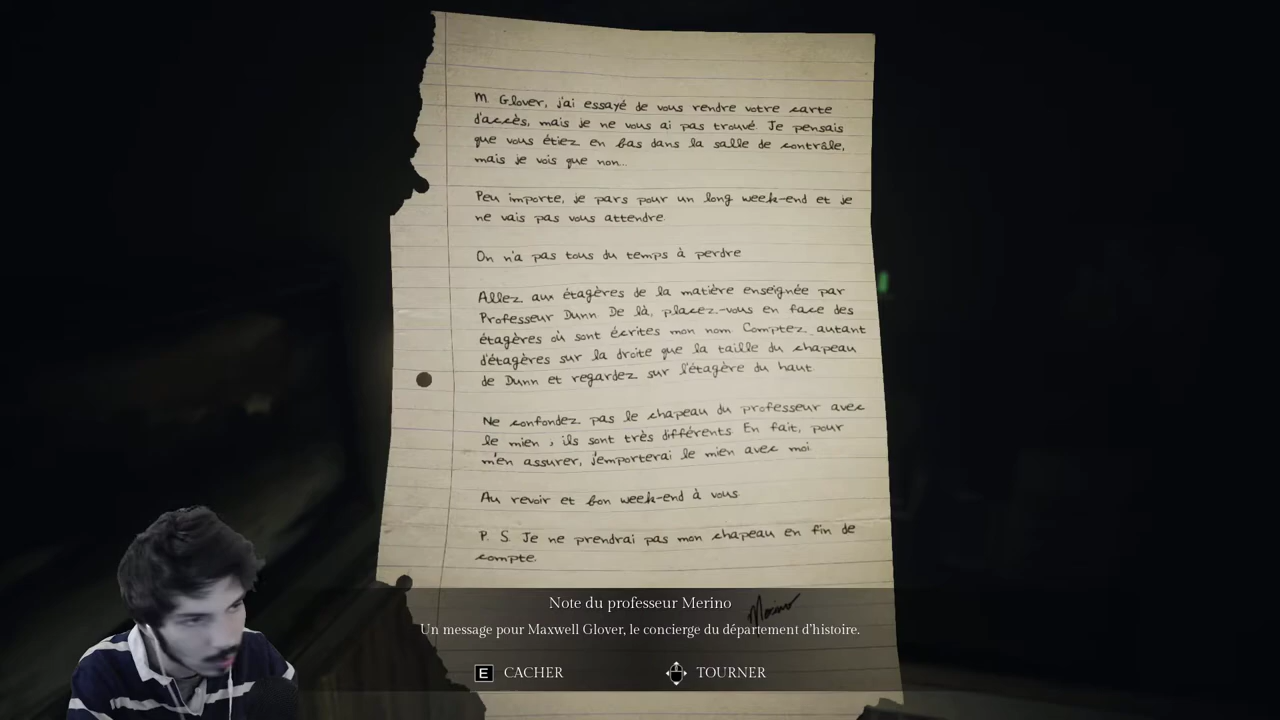 M. Glover, j'ai essayé de vous rendre votre carte
d'accès, mais je ne vous ai pas trouvé. Je pensais
que vous étiez en bas dans la salle de contrôle,
mais je vois que non...
Peu importe, je pars pour un long week-end et je
ne vais pas vous attendre.
On n'a pas tous du temps à perdre
Allez aux étagères de la matière enseignée par
Professeur Dunn De là, placez-vous en face des
étagères où sont écrites mon nom Comptez autant
d'étagères sur la droite que la taille du chapeau
de Dunn et regardez sur l'étagère du haut
Ne confondez pas le chapeau du professeur avec
le mien, ils sont très différents En fait, pour
m'en assurer, j'emporterai le mien avec moi.
Au revoir et bon week-end à vous
P. S. Je ne prendrai pas mon chapeau en fin de
compte.
Merino
Note du professeur Merino
Un message pour Maxwell Glover, le concierge du département d'histoire.
E CACHER
TOURNER